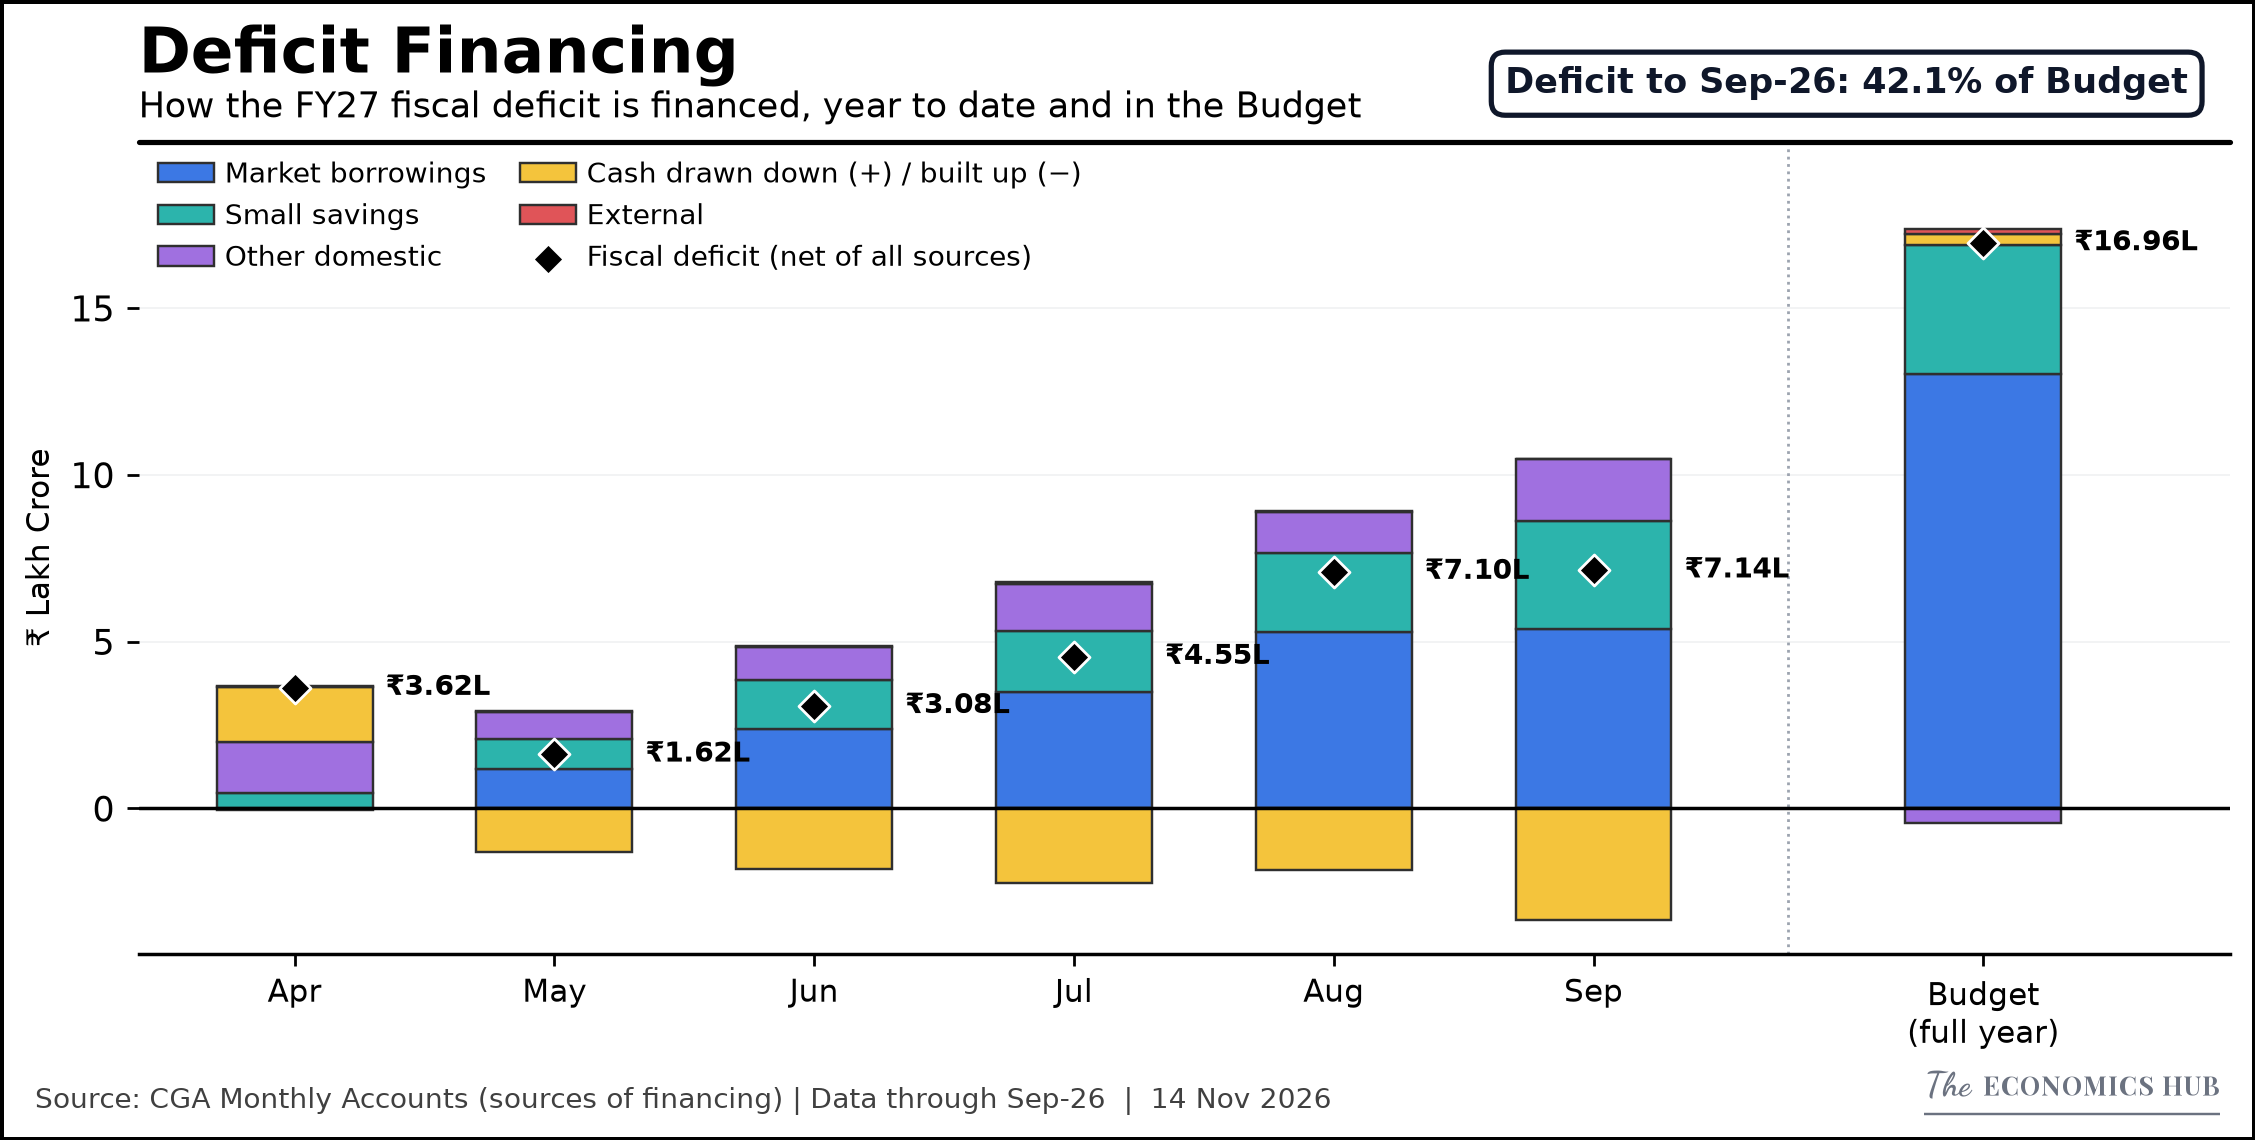 Deficit Financing
How the FY27 fiscal deficit is financed, year to date and in the Budget
Deficit to Sep-26: 42.1% of Budget
Market borrowings
Small savings
Other domestic
Cash drawn down (+) / built up (−)
External
Fiscal deficit (net of all sources)
₹ Lakh Crore
15
10
5
0
₹3.62L
₹1.62L
₹3.08L
₹4.55L
₹7.10L
₹7.14L
₹16.96L
Apr
May
Jun
Jul
Aug
Sep
Budget
(full year)
Source: CGA Monthly Accounts (sources of financing) | Data through Sep-26 | 14 Nov 2026
The ECONOMICS HUB